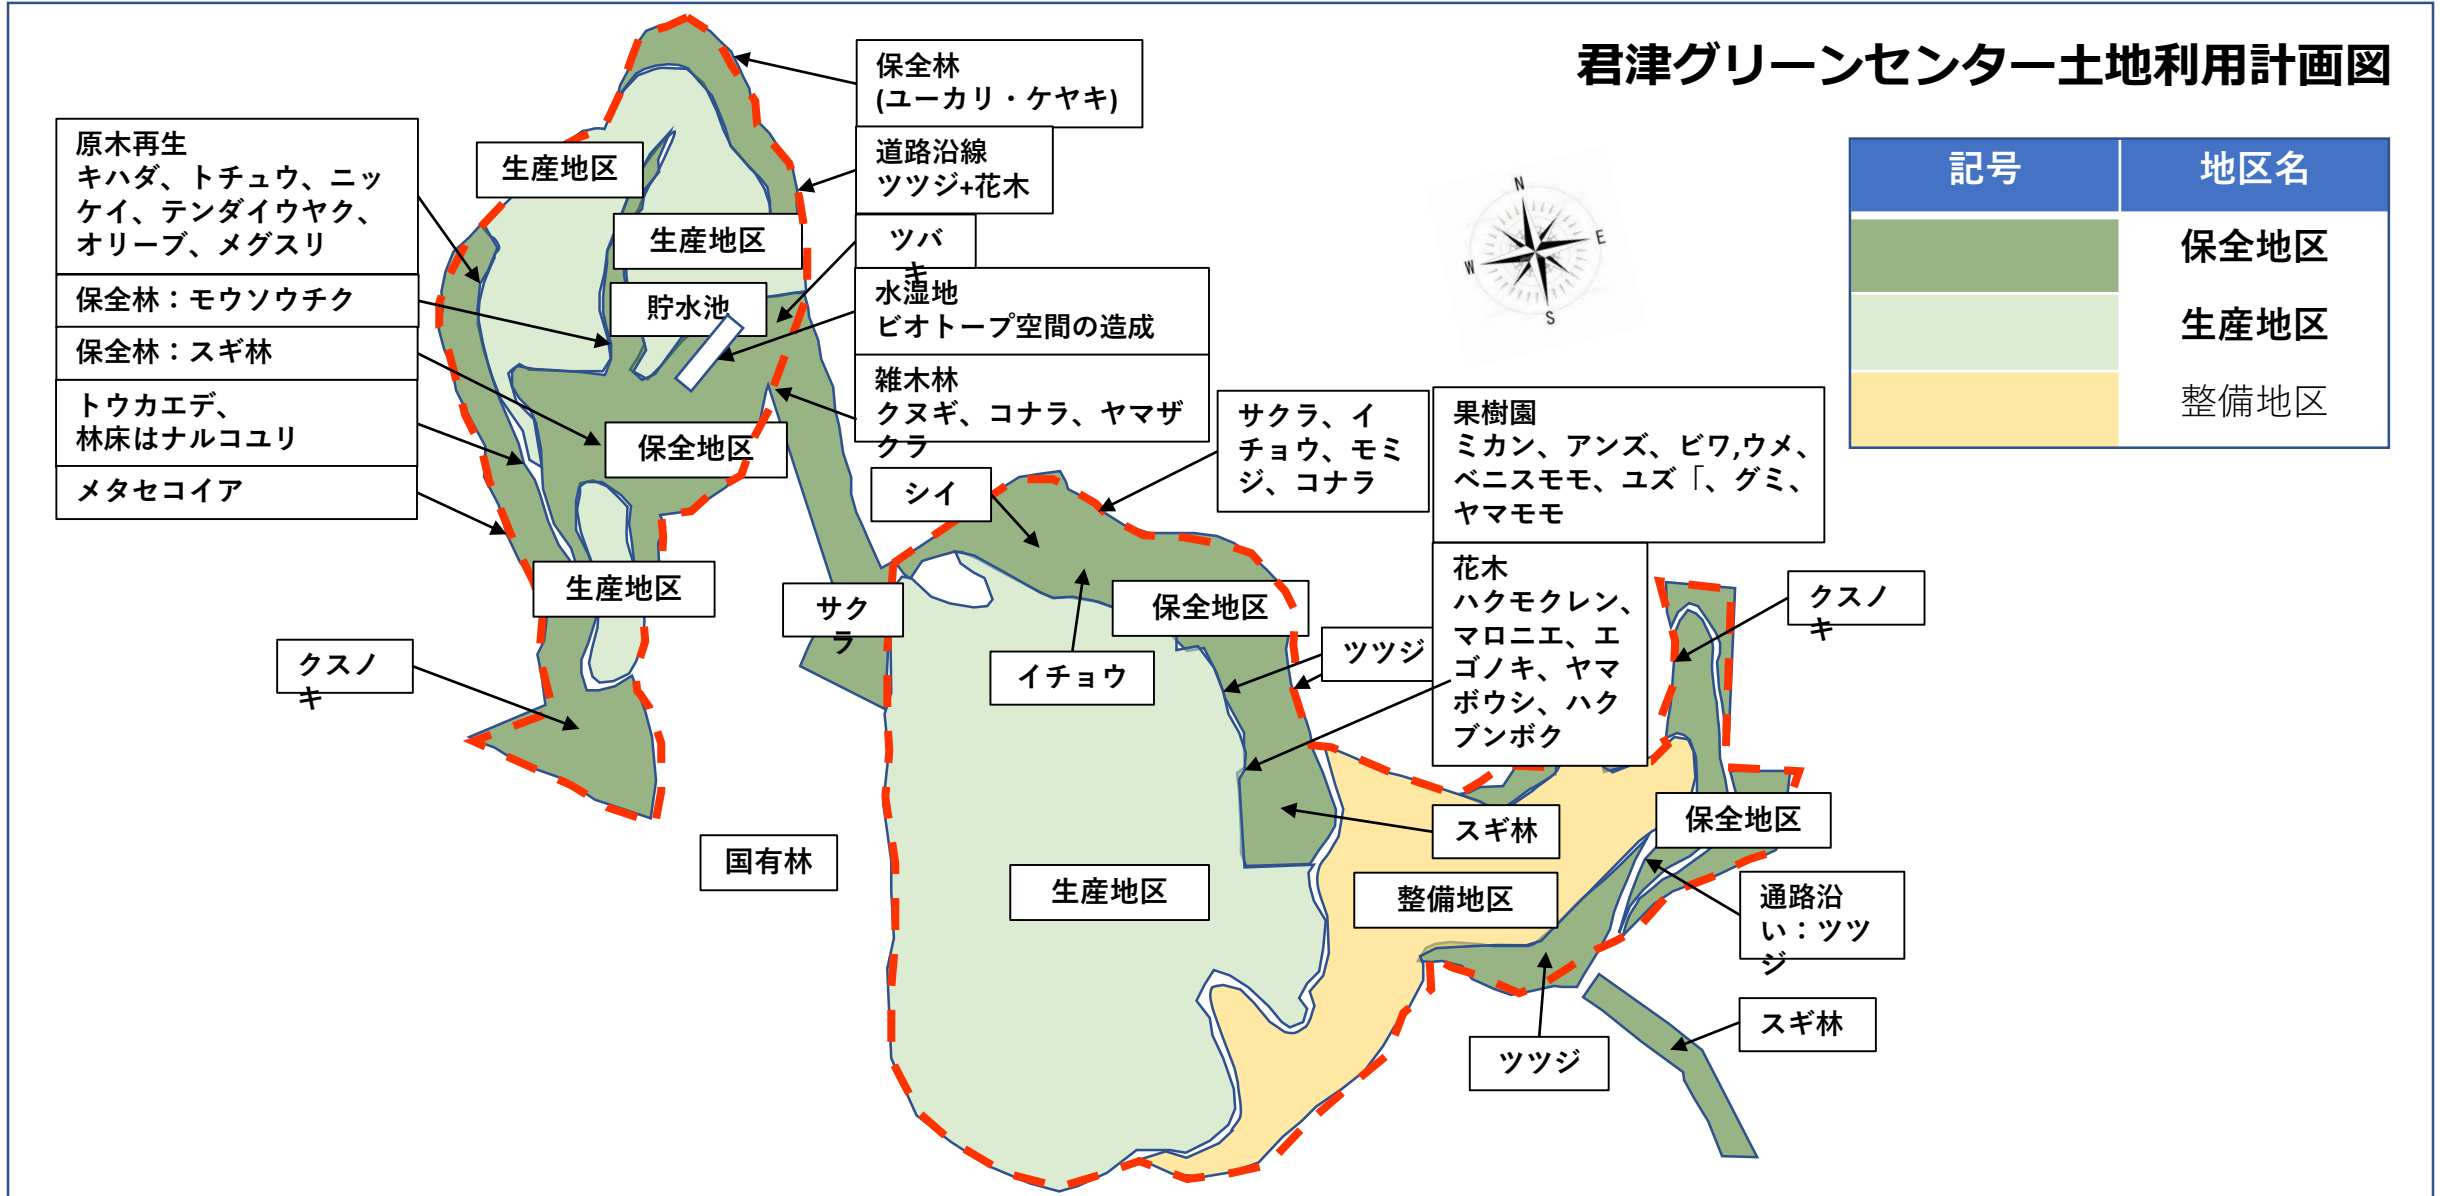 君津グリーンセンター土地利用計画図
記号
地区名
保全地区
生産地区
整備地区
N
E
S
W
保全林
(ユーカリ・ケヤキ)
道路沿線
ツツジ+花木
ツバ
キ
水湿地
ビオトープ空間の造成
雑木林
クヌギ、コナラ、ヤマザ
クラ
原木再生
キハダ、トチュウ、ニッ
ケイ、テンダイウヤク、
オリーブ、メグスリ
保全林：モウソウチク
保全林：スギ林
トウカエデ、
林床はナルコユリ
メタセコイア
生産地区
生産地区
貯水池
保全地区
生産地区
クスノ
キ
国有林
サク
ラ
シイ
サクラ、イ
チョウ、モミ
ジ、コナラ
果樹園
ミカン、アンズ、ビワ,ウメ、
ベニスモモ、ユズ「、グミ、
ヤマモモ
花木
ハクモクレン、
マロニエ、エ
ゴノキ、ヤマ
ボウシ、ハク
ブンボク
保全地区
イチョウ
ツツジ
クスノ
キ
スギ林
保全地区
生産地区
整備地区
通路沿
い：ツツ
ジ
ツツジ
スギ林